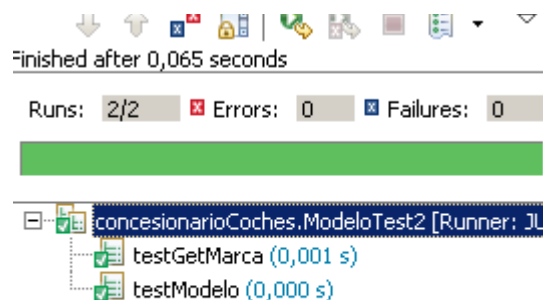 Finished after 0,065 seconds
Runs: 2/2 Errors: 0 Failures: 0
concesionarioCoches.ModeloTest2 [Runner: JU
testGetMarca (0,001 s)
testModelo (0,000 s)